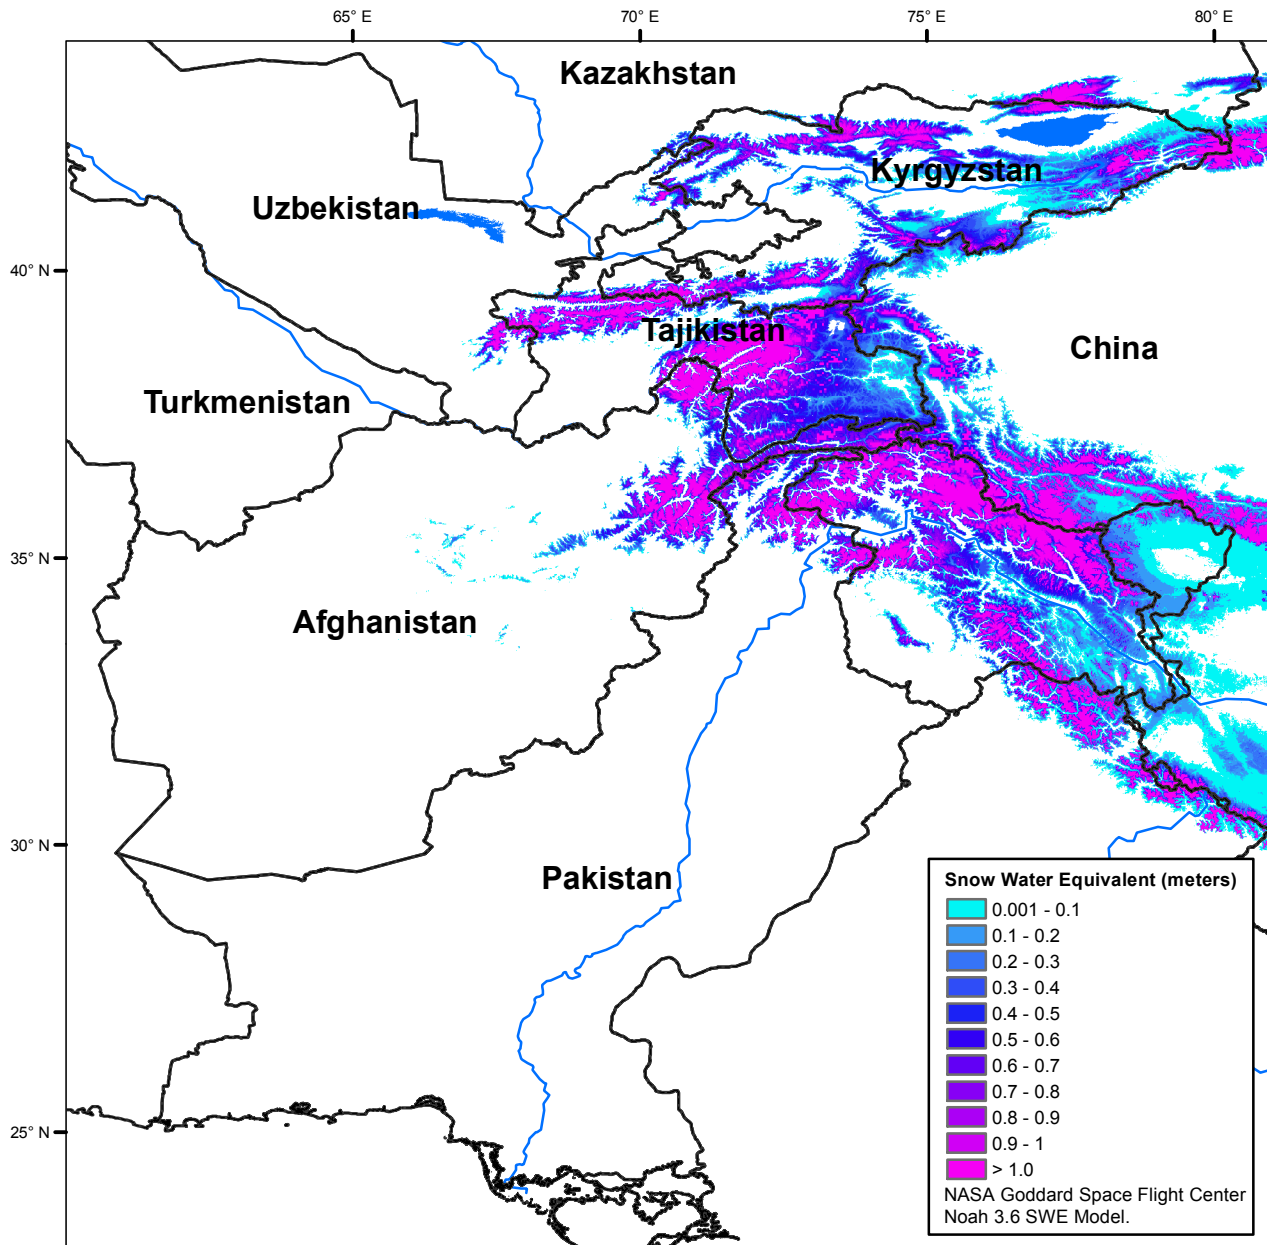 65° E 70° E 75° E 80° E
Kazakhstan
Kyrgyzstan
Uzbekistan
40° N
Tajikistan
China
Turkmenistan
35° N
Afghanistan
30° N
Pakistan
Snow Water Equivalent (meters)
0.001 - 0.1
0.1 - 0.2
0.2 - 0.3
0.3 - 0.4
0.4 - 0.5
0.5 - 0.6
0.6 - 0.7
0.7 - 0.8
0.8 - 0.9
0.9 - 1
> 1.0
NASA Goddard Space Flight Center
Noah 3.6 SWE Model.
25° N